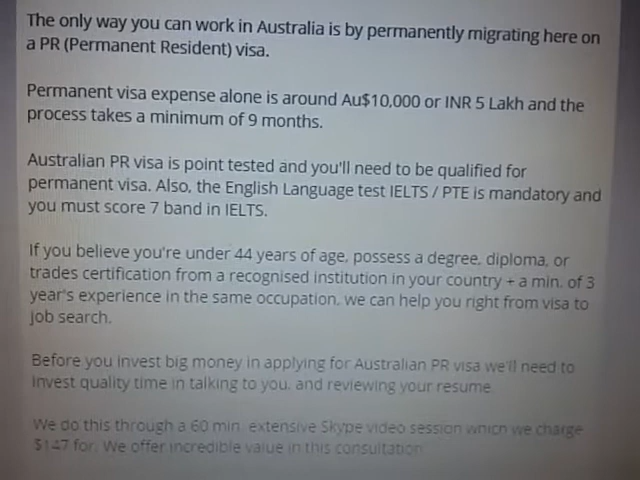 The only way you can work in Australia is by permanently migrating here on
a PR (Permanent Resident) visa.
Permanent visa expense alone is around Au$10,000 or INR 5 Lakh and the
process takes a minimum of 9 months.
Australian PR visa is point tested and you'll need to be qualified for
permanent visa. Also, the English Language test IELTS / PTE is mandatory and
you must score 7 band in IELTS.
If you believe you're under 44 years of age, possess a degree, diploma, or
trades certification from a recognised institution in your country + a min. of 3
year's experience in the same occupation, we can help you right from visa to
job search.
Before you invest big money in applying for Australian PR visa we'll need to
invest quality time in talking to you, and reviewing your resume
We do this through a 60 min. extensive Skype video session which we charge
$147 for. We offer incredible value in this consultation